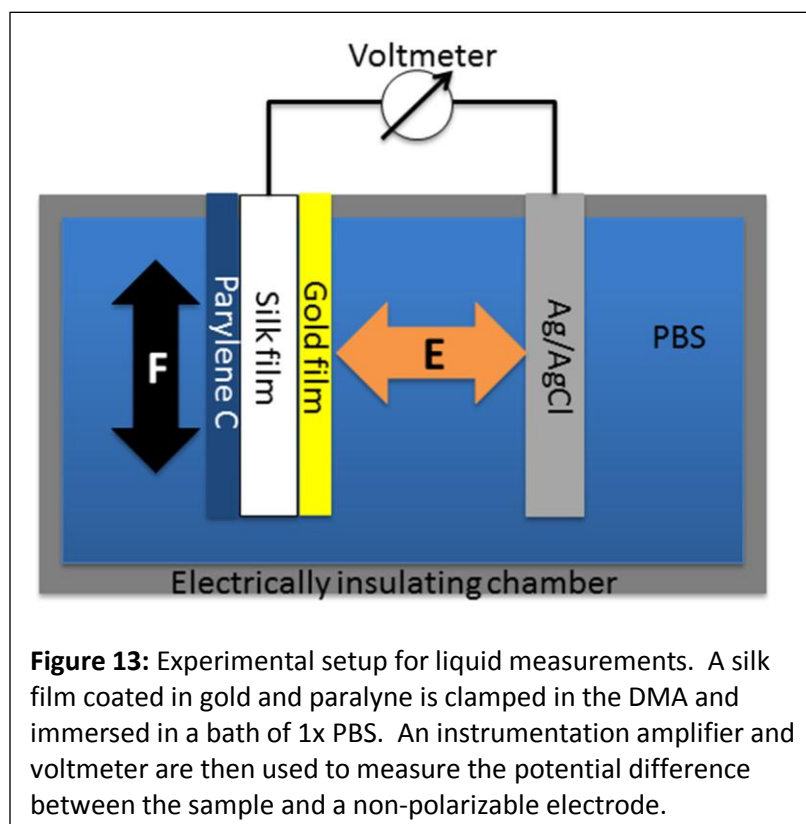 Voltmeter
F
Parylene C
Silk film
Gold film
E
Ag/AgCl
PBS
Electrically insulating chamber
Figure 13: Experimental setup for liquid measurements. A silk
film coated in gold and paralyne is clamped in the DMA and
immersed in a bath of 1x PBS. An instrumentation amplifier and
voltmeter are then used to measure the potential difference
between the sample and a non-polarizable electrode.